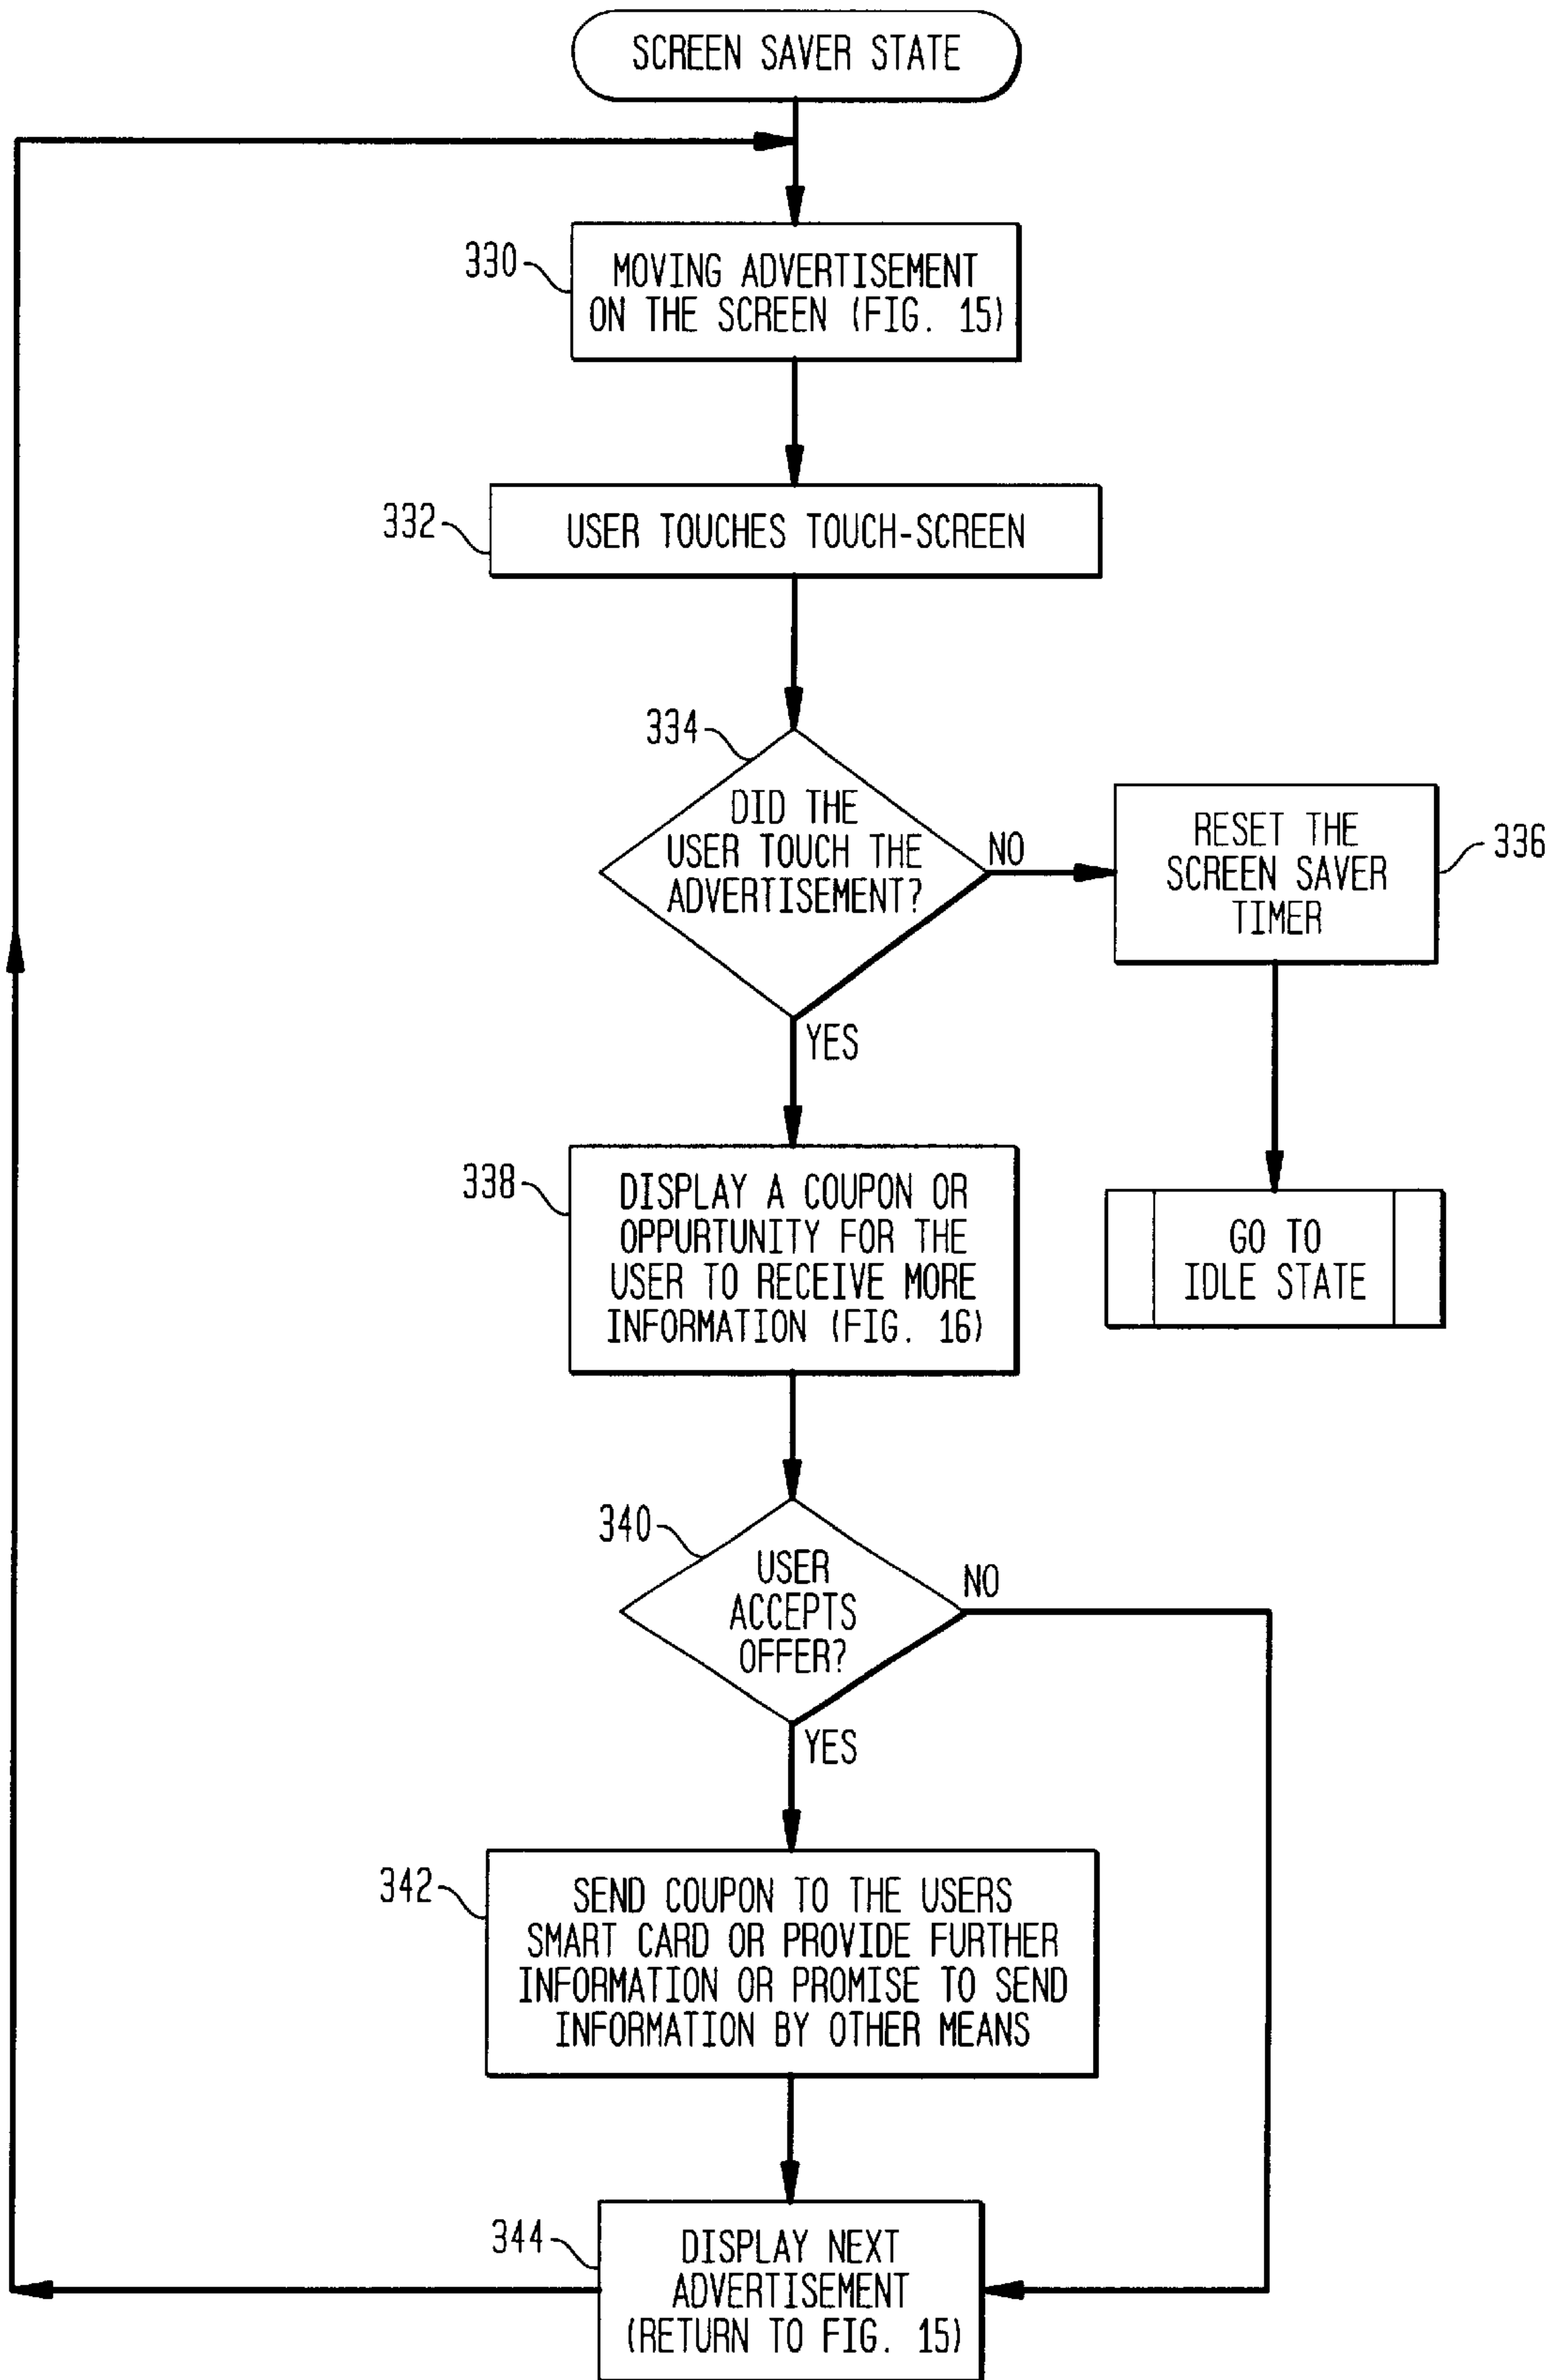 SCREEN SAVER STATE
330
MOVING ADVERTISEMENT
ON THE SCREEN (FIG. 15)
332
USER TOUCHES TOUCH-SCREEN
334
DID THE
USER TOUCH THE
ADVERTISEMENT?
NO
RESET THE
SCREEN SAVER
TIMER
336
YES
338
DISPLAY A COUPON OR
OPPURTUNITY FOR THE
USER TO RECEIVE MORE
INFORMATION (FIG. 16)
GO TO
IDLE STATE
340
USER
ACCEPTS
OFFER?
NO
YES
342
SEND COUPON TO THE USERS
SMART CARD OR PROVIDE FURTHER
INFORMATION OR PROMISE TO SEND
INFORMATION BY OTHER MEANS
344
DISPLAY NEXT
ADVERTISEMENT
(RETURN TO FIG. 15)